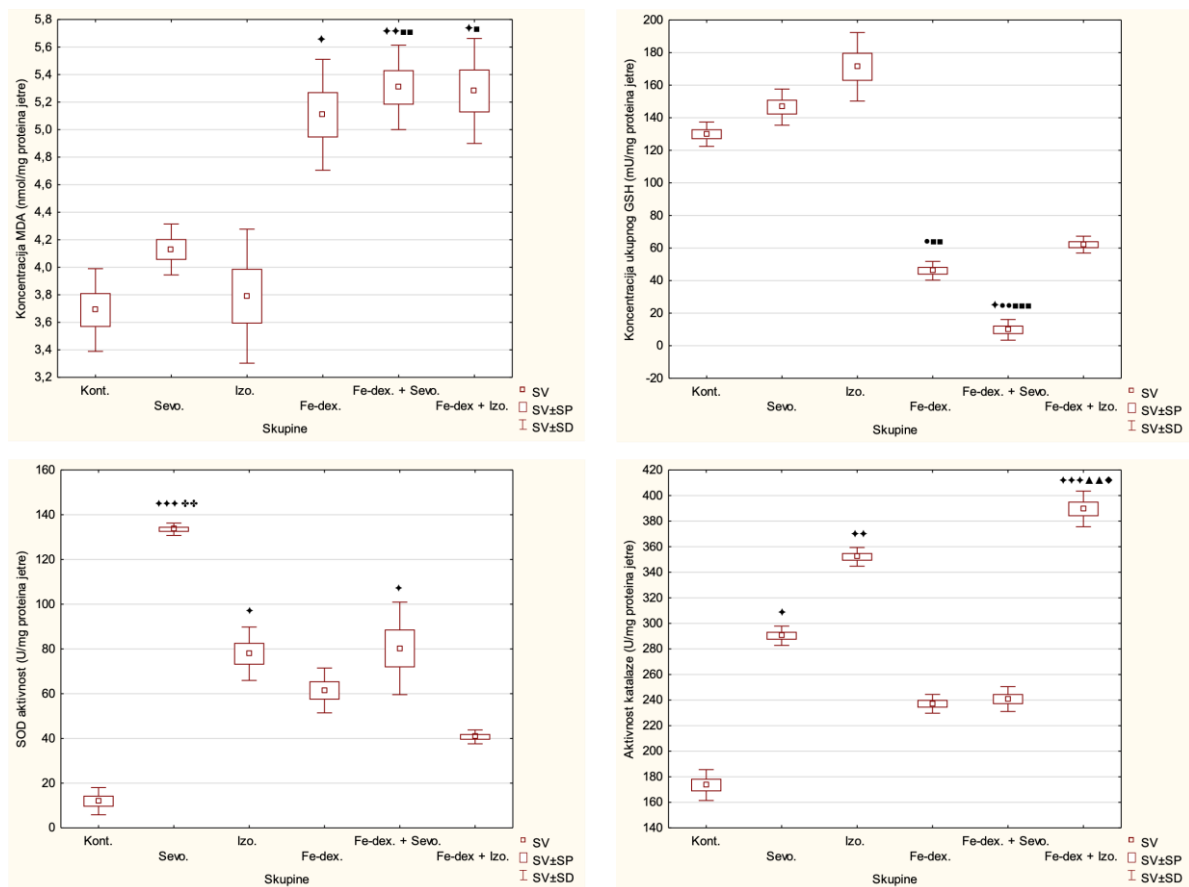 Koncentracija MDA (nmol/mg proteina jetre)
5,8
5,6
5,4
5,2
5,0
4,8
4,6
4,4
4,2
4,0
3,8
3,6
3,4
3,2
✦
✦✦■■
✦■
Kont.
Sevo.
Izo.
Fe-dex.
Fe-dex. + Sevo.
Fe-dex + Izo.
Skupine
SV
SV±SP
SV±SD
Koncentracija ukupnog GSH (mU/mg proteina jetre)
200
180
160
140
120
100
80
60
40
20
0
-20
●■■
✦●●■■■
Kont.
Sevo.
Izo.
Fe-dex.
Fe-dex. + Sevo.
Fe-dex + Izo.
Skupine
SV
SV±SP
SV±SD
SOD aktivnost (U/mg proteina jetre)
160
140
120
100
80
60
40
20
0
✦✦✦✤✤
✦
✦
Kont.
Sevo.
Izo.
Fe-dex.
Fe-dex. + Sevo.
Fe-dex + Izo.
Skupine
SV
SV±SP
SV±SD
Aktivnost katalaze (U/mg proteina jetre)
420
400
380
360
340
320
300
280
260
240
220
200
180
160
140
✦
✦✦
✦✦✦▲▲◆
Kont.
Sevo.
Izo.
Fe-dex.
Fe-dex. + Sevo.
Fe-dex + Izo.
Skupine
SV
SV±SP
SV±SD